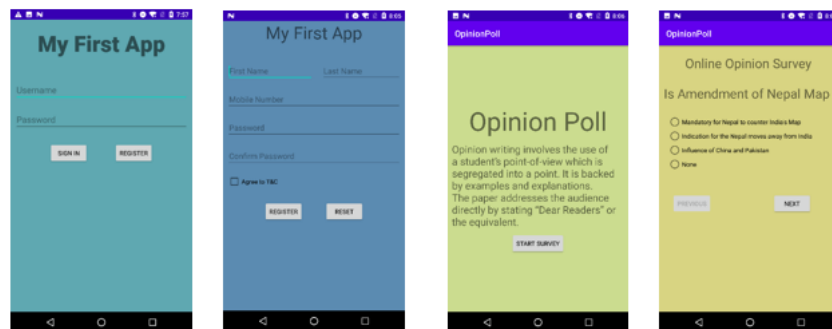 7:57
My First App
Username
Password
SIGN IN
REGISTER
8:05
My First App
First Name
Last Name
Mobile Number
Password
Confirm Password
Agree to T&C
REGISTER
RESET
8:06
OpinionPoll
Opinion Poll
Opinion writing involves the use of
a student's point-of-view which is
segregated into a point. It is backed
by examples and explanations.
The paper addresses the audience
directly by stating "Dear Readers" or
the equivalent.
START SURVEY
OpinionPoll
Online Opinion Survey
Is Amendment of Nepal Map
Mandatory for Nepal to counter India's Map
Indication for the Nepal moves away from India
Influence of China and Pakistan
None
PREVIOUS
NEXT